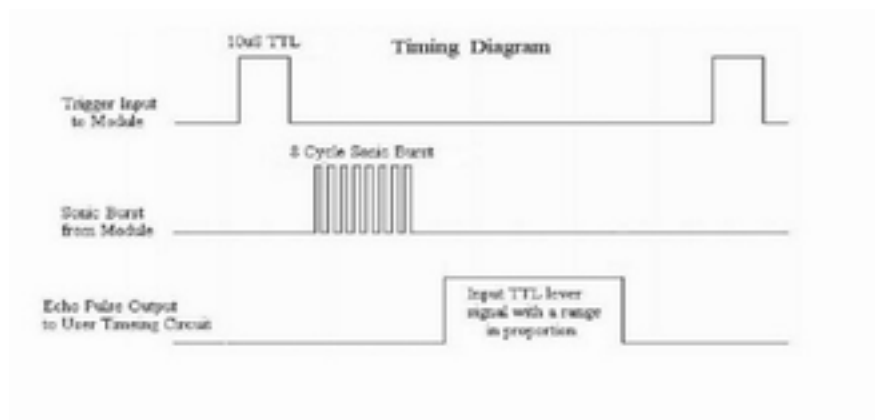 10uS TTL
Timing Diagram
Trigger Input
to Module
8 Cycle Sonic Burst
Sonic Burst
from Module
Echo Pulse Output
to User Timeing Circuit
Input TTL lever
signal with a range
in proportion